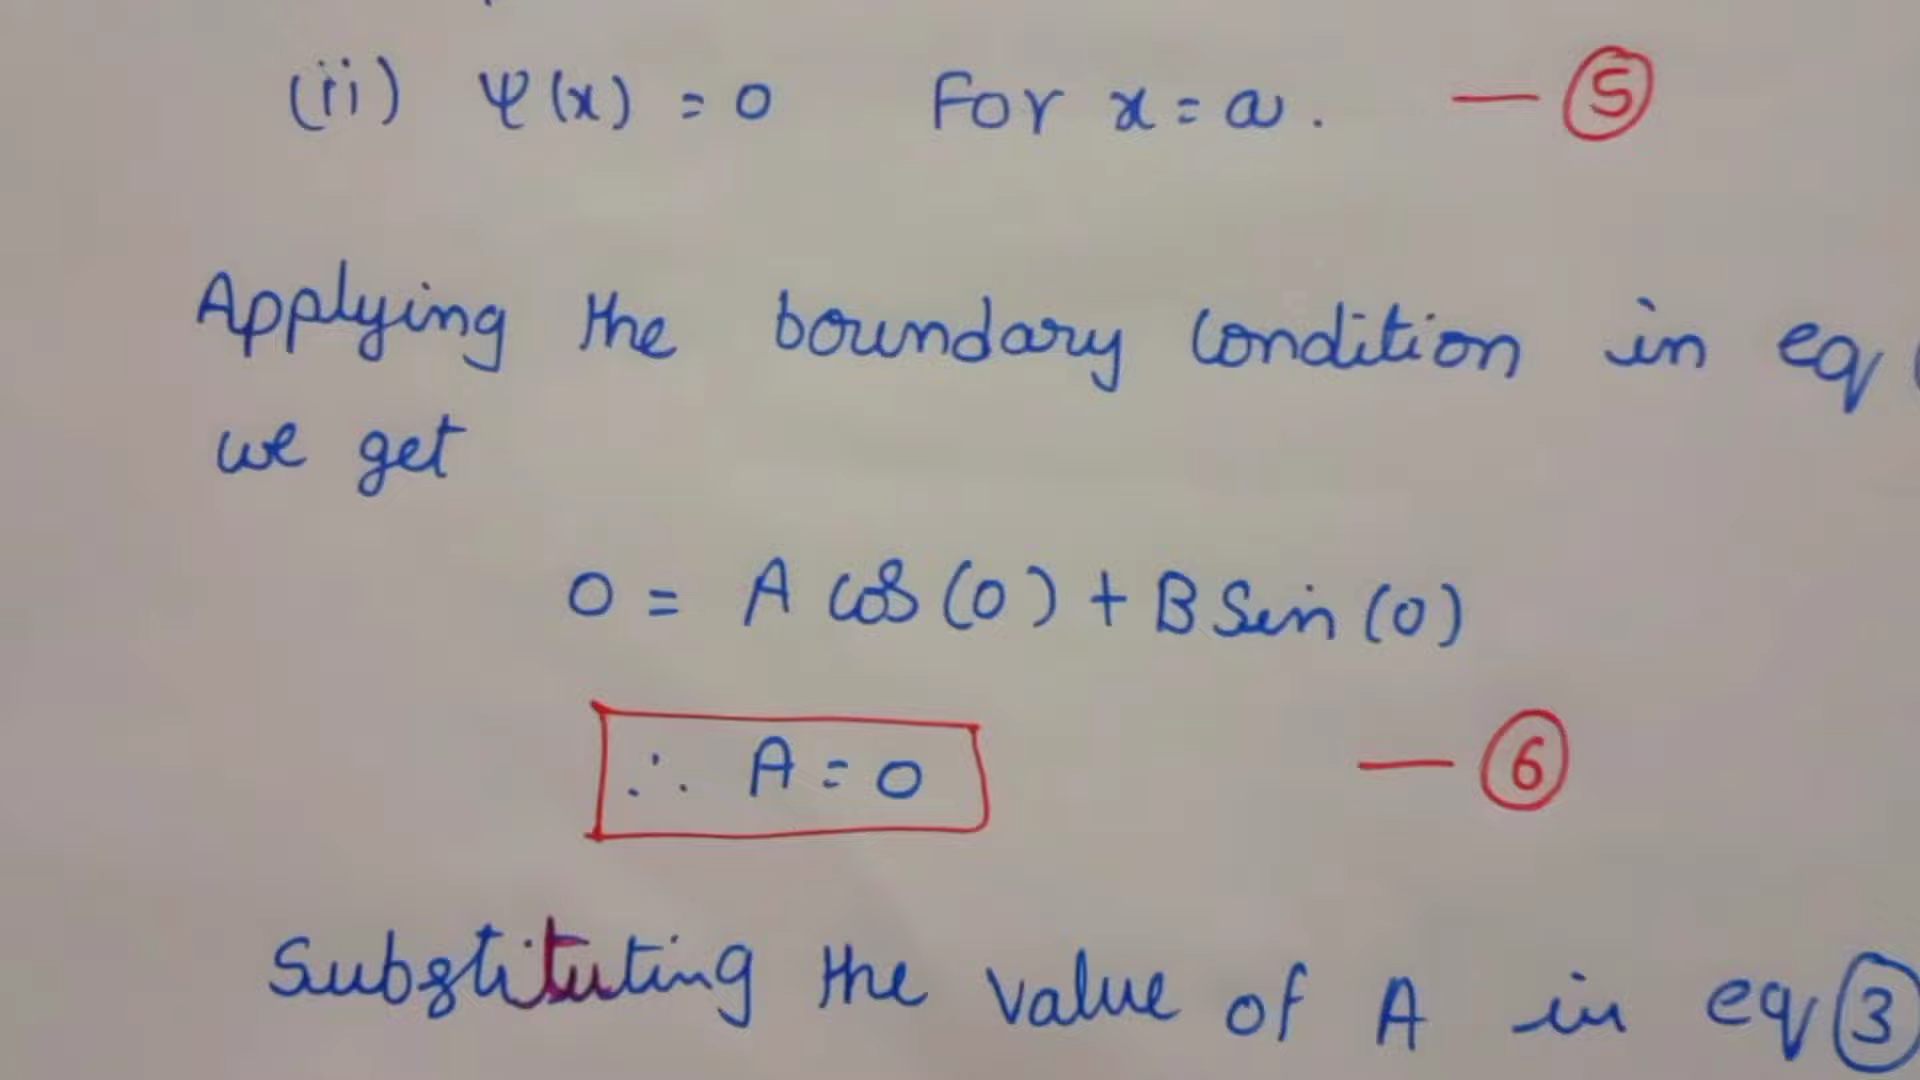 (ii) Ψ(x) = 0 For x = a. — ⑤
Applying the boundary condition in eq
we get
0 = A cos(0) + B Sin(0)
∴ A = 0 — ⑥
Substituting the value of A in eq ③